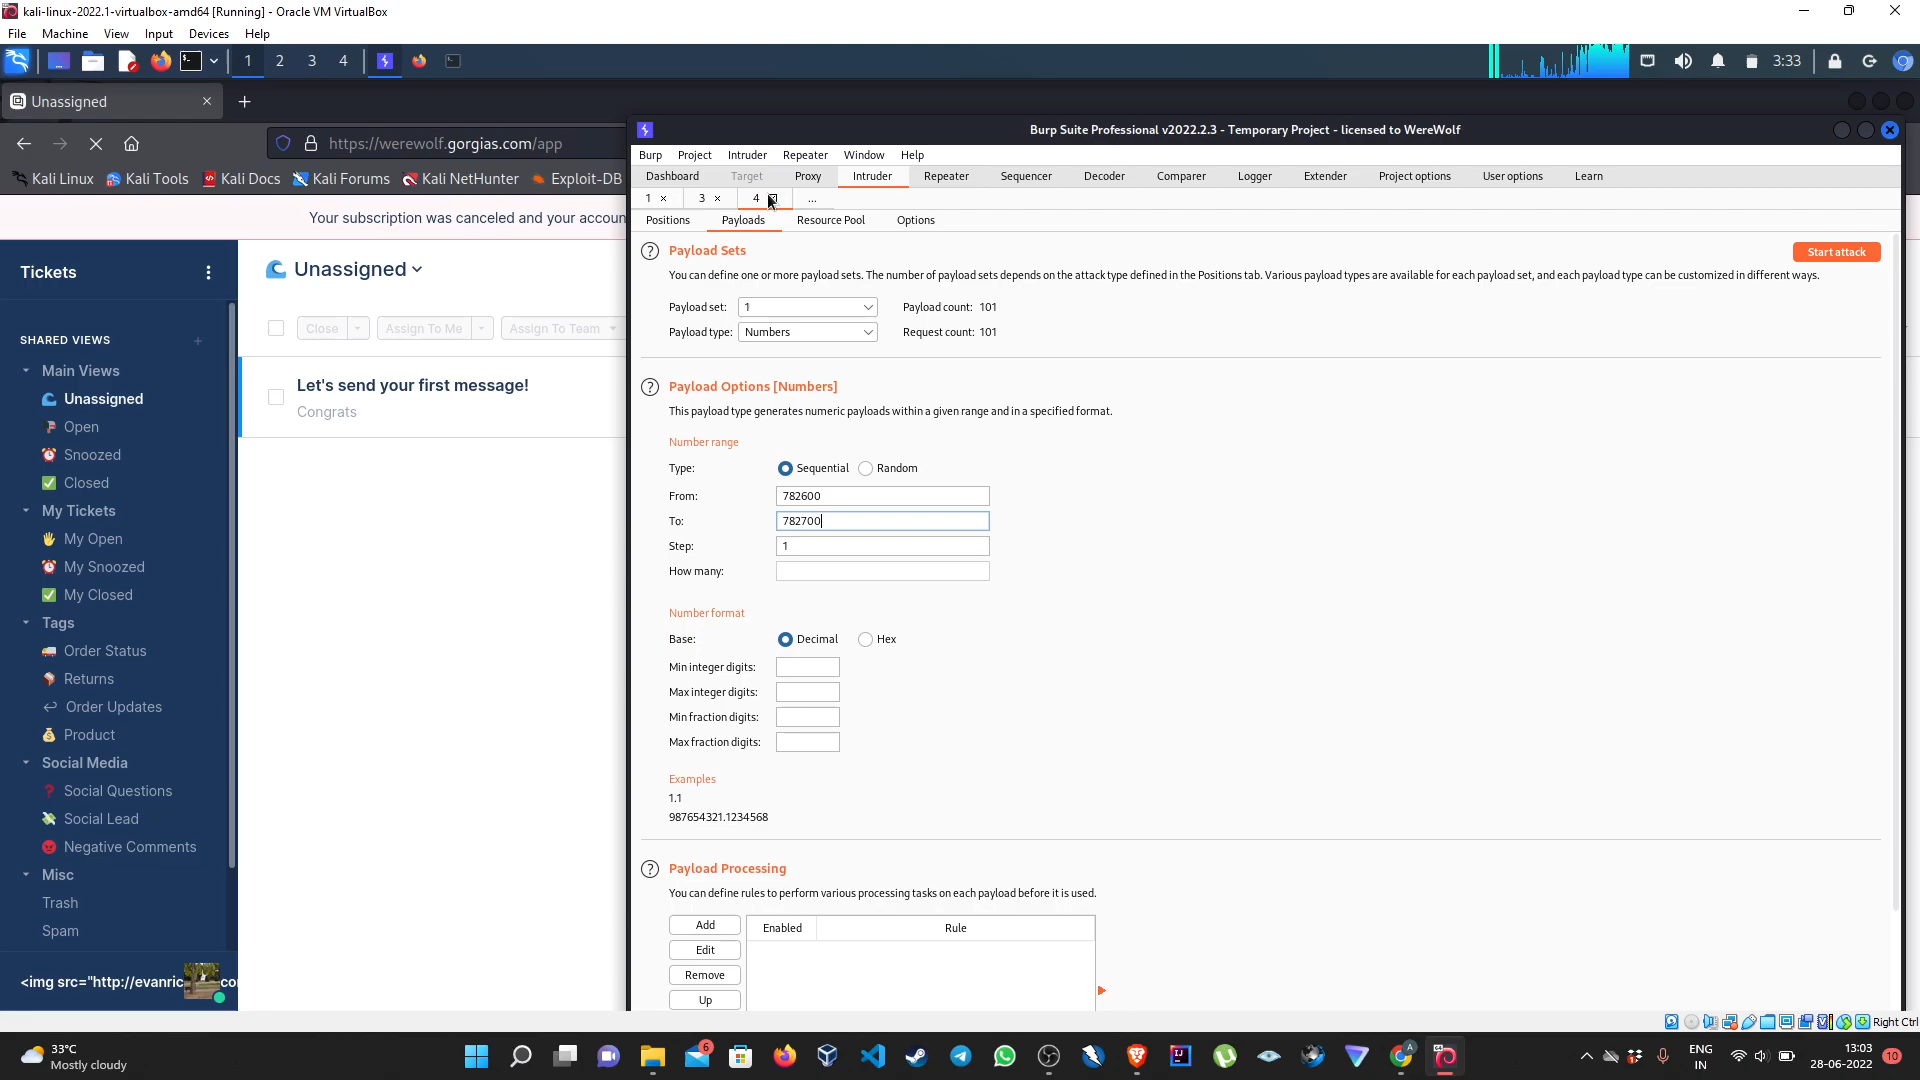 kali-linux-2022.1-virtualbox-amd64 [Running] - Oracle VM VirtualBox
File Machine View Input Devices Help
1 2 3 4 3:33
Unassigned
https://werewolf.gorgias.com/app
Kali Linux Kali Tools Kali Docs Kali Forums Kali NetHunter Exploit-DB
Your subscription was canceled and your accoun
Tickets
SHARED VIEWS
Main Views
Unassigned
Open
Snoozed
Closed
My Tickets
My Open
My Snoozed
My Closed
Tags
Order Status
Returns
Order Updates
Product
Social Media
Social Questions
Social Lead
Negative Comments
Misc
Trash
Spam
<img src="http://evanric co
Unassigned
Close Assign To Me Assign To Team
Let's send your first message!
Congrats
Burp Suite Professional v2022.2.3 - Temporary Project - licensed to WereWolf
Burp Project Intruder Repeater Window Help
Dashboard Target Proxy Intruder Repeater Sequencer Decoder Comparer Logger Extender Project options User options Learn
1 × 3 × 4 ...
Positions Payloads Resource Pool Options
Payload Sets
Start attack
You can define one or more payload sets. The number of payload sets depends on the attack type defined in the Positions tab. Various payload types are available for each payload set, and each payload type can be customized in different ways.
Payload set: 1 Payload count: 101
Payload type: Numbers Request count: 101
Payload Options [Numbers]
This payload type generates numeric payloads within a given range and in a specified format.
Number range
Type: Sequential Random
From: 782600
To: 782700
Step: 1
How many:
Number format
Base: Decimal Hex
Min integer digits:
Max integer digits:
Min fraction digits:
Max fraction digits:
Examples
1.1
987654321.1234568
Payload Processing
You can define rules to perform various processing tasks on each payload before it is used.
Add
Edit
Remove
Up
Enabled Rule
Right Ctrl
33°C
Mostly cloudy
6
ENG
IN
13:03
28-06-2022
10